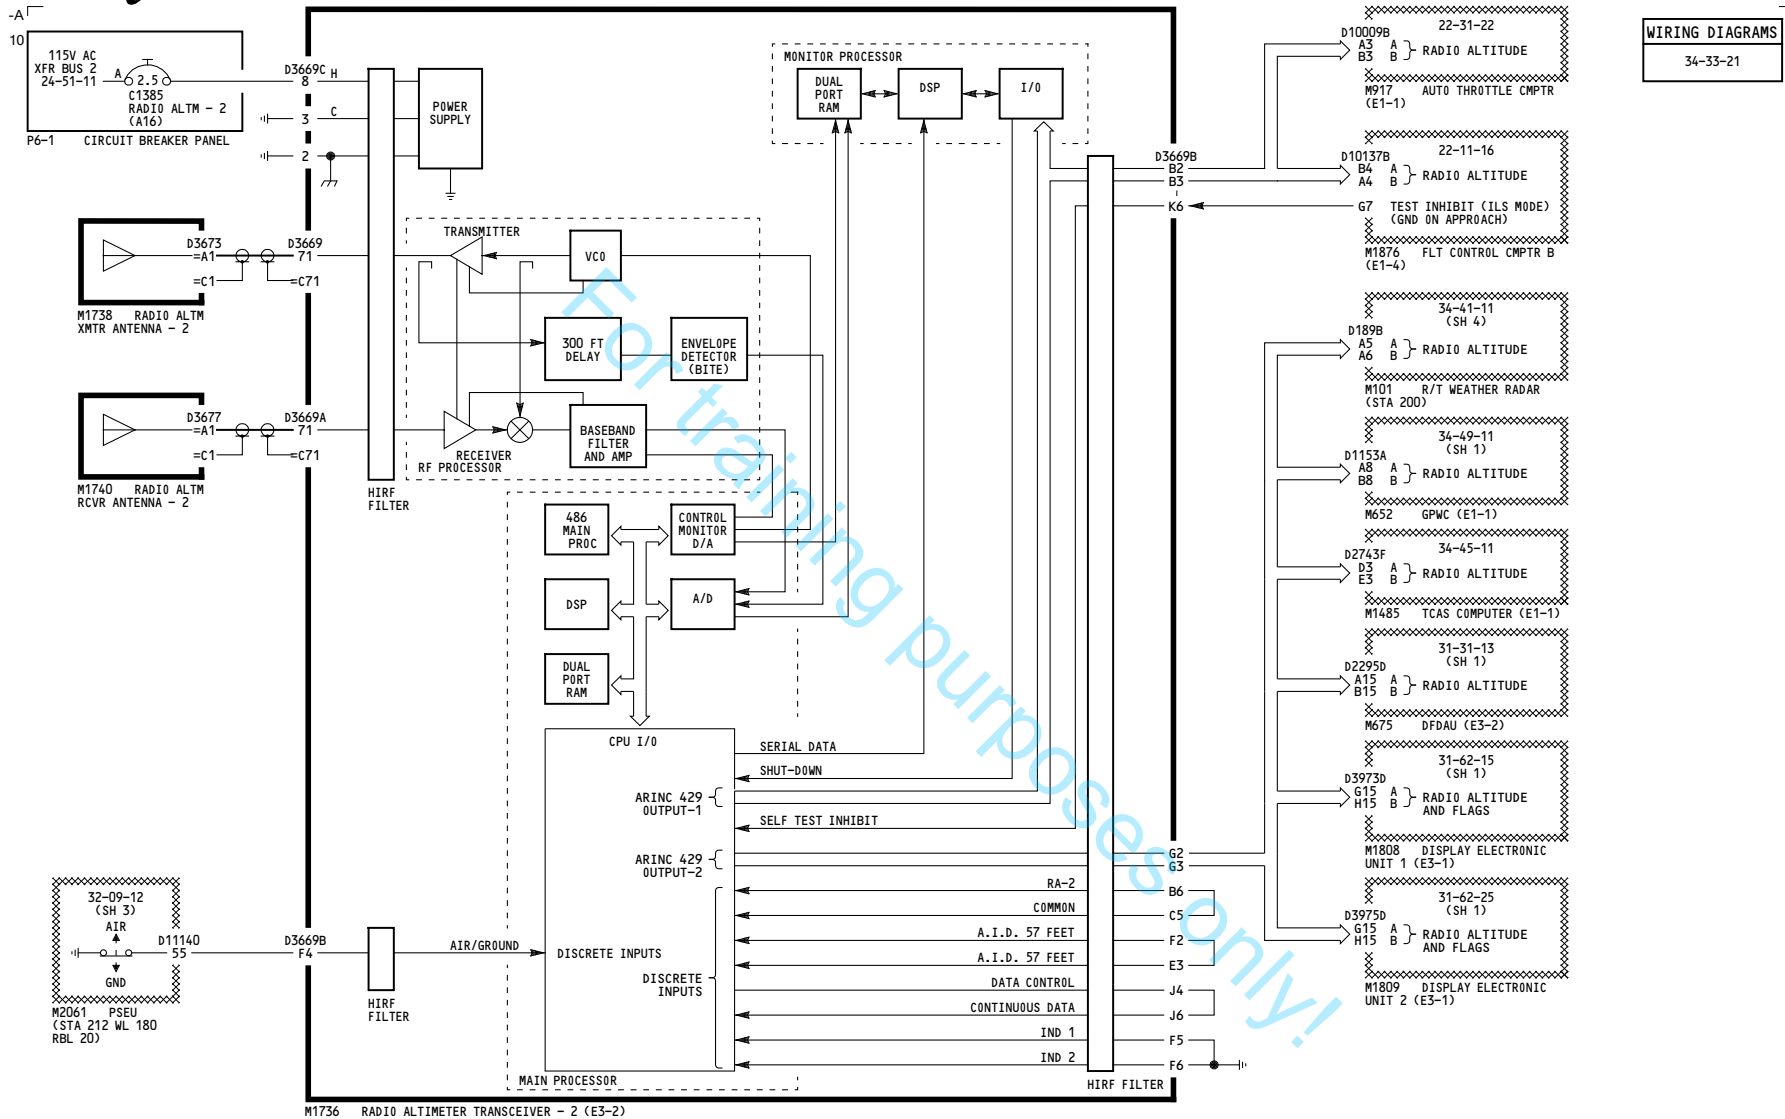 -A
10
115V AC
XFR BUS 2
24-51-11
A
2.5
C1385
RADIO ALTM - 2
(A16)
P6-1 CIRCUIT BREAKER PANEL
D3669C H
8
3 C
2
POWER
SUPPLY
MONITOR PROCESSOR
DUAL
PORT
RAM
DSP
I/O
D3669B
B2
B3
K6
D10009B
A3 A
B3 B
22-31-22
RADIO ALTITUDE
M917 AUTO THROTTLE CMPTR
(E1-1)
WIRING DIAGRAMS
34-33-21
22-11-16
D10137B
B4 A
A4 B
RADIO ALTITUDE
G7 TEST INHIBIT (ILS MODE)
(GND ON APPROACH)
M1876 FLT CONTROL CMPTR B
(E1-4)
D3673
=A1
=C1
D3669
71
=C71
M1738 RADIO ALTM
XMTR ANTENNA - 2
TRANSMITTER
VCO
300 FT
DELAY
ENVELOPE
DETECTOR
(BITE)
D3677
=A1
=C1
D3669A
71
=C71
M1740 RADIO ALTM
RCVR ANTENNA - 2
RECEIVER
RF PROCESSOR
BASEBAND
FILTER
AND AMP
HIRF
FILTER
34-41-11
(SH 4)
D189B
A5 A
A6 B
RADIO ALTITUDE
M101 R/T WEATHER RADAR
(STA 200)
34-49-11
(SH 1)
D1153A
A8 A
B8 B
RADIO ALTITUDE
M652 GPWC (E1-1)
486
MAIN
PROC
CONTROL
MONITOR
D/A
DSP
A/D
DUAL
PORT
RAM
34-45-11
D2743F
D3 A
E3 B
RADIO ALTITUDE
M1485 TCAS COMPUTER (E1-1)
31-31-13
(SH 1)
D2295D
A15 A
B15 B
RADIO ALTITUDE
M675 DFDAU (E3-2)
31-62-15
(SH 1)
D3973D
G15 A
H15 B
RADIO ALTITUDE
AND FLAGS
M1808 DISPLAY ELECTRONIC
UNIT 1 (E3-1)
31-62-25
(SH 1)
D3975D
G15 A
H15 B
RADIO ALTITUDE
AND FLAGS
M1809 DISPLAY ELECTRONIC
UNIT 2 (E3-1)
CPU I/O
SERIAL DATA
SHUT-DOWN
ARINC 429
OUTPUT-1
SELF TEST INHIBIT
ARINC 429
OUTPUT-2
G2
G3
RA-2 B6
COMMON C5
A.I.D. 57 FEET F2
A.I.D. 57 FEET E3
DATA CONTROL J4
CONTINUOUS DATA J6
IND 1 F5
IND 2 F6
DISCRETE INPUTS
DISCRETE
INPUTS
MAIN PROCESSOR
HIRF FILTER
32-09-12
(SH 3)
AIR
GND
D11140
55
D3669B
F4
AIR/GROUND
HIRF
FILTER
M2061 PSEU
(STA 212 WL 180
RBL 20)
M1736 RADIO ALTIMETER TRANSCEIVER - 2 (E3-2)
For training purposes only!